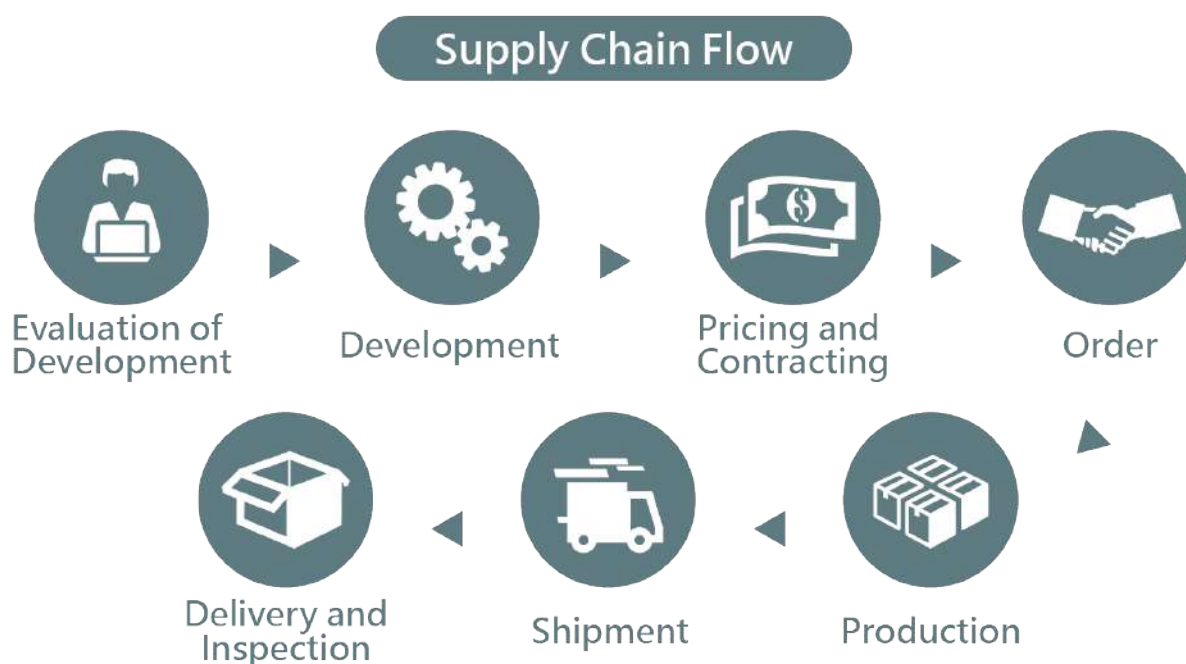 Supply Chain Flow
Evaluation of
Development
Development
Pricing and
Contracting
Order
Delivery and
Inspection
Shipment
Production